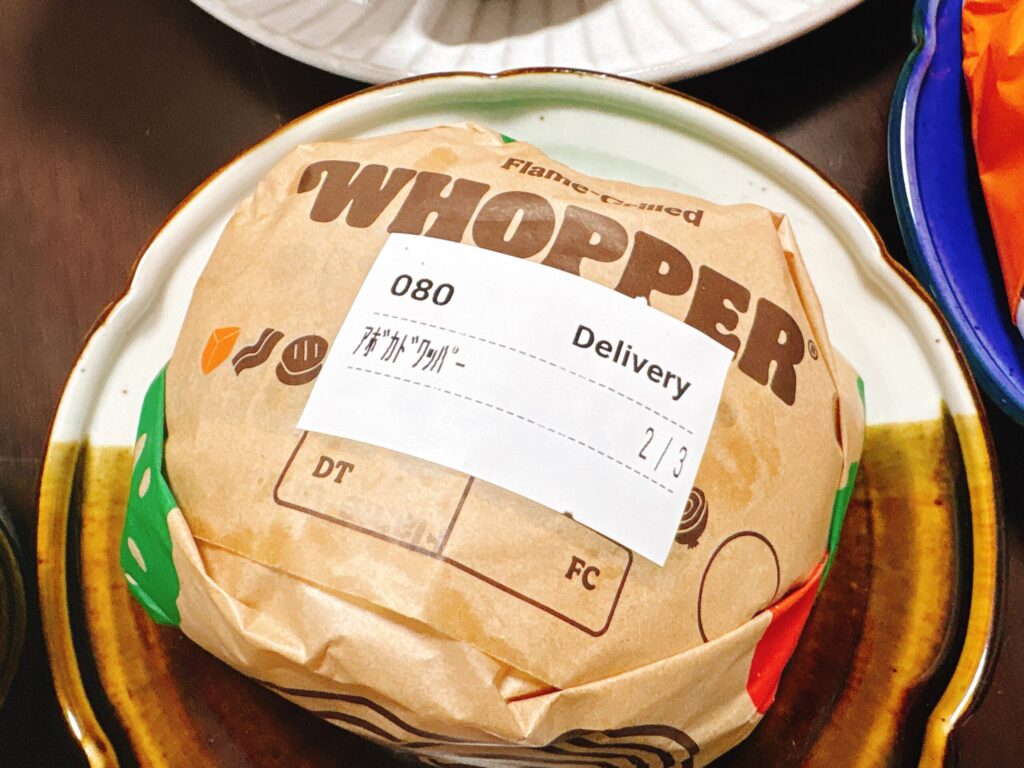 Flame-Grilled
WHOPPER®
080
Delivery
ｱﾎﾞｶﾄﾞﾜｯﾊﾟｰ
2/3
DT
FC